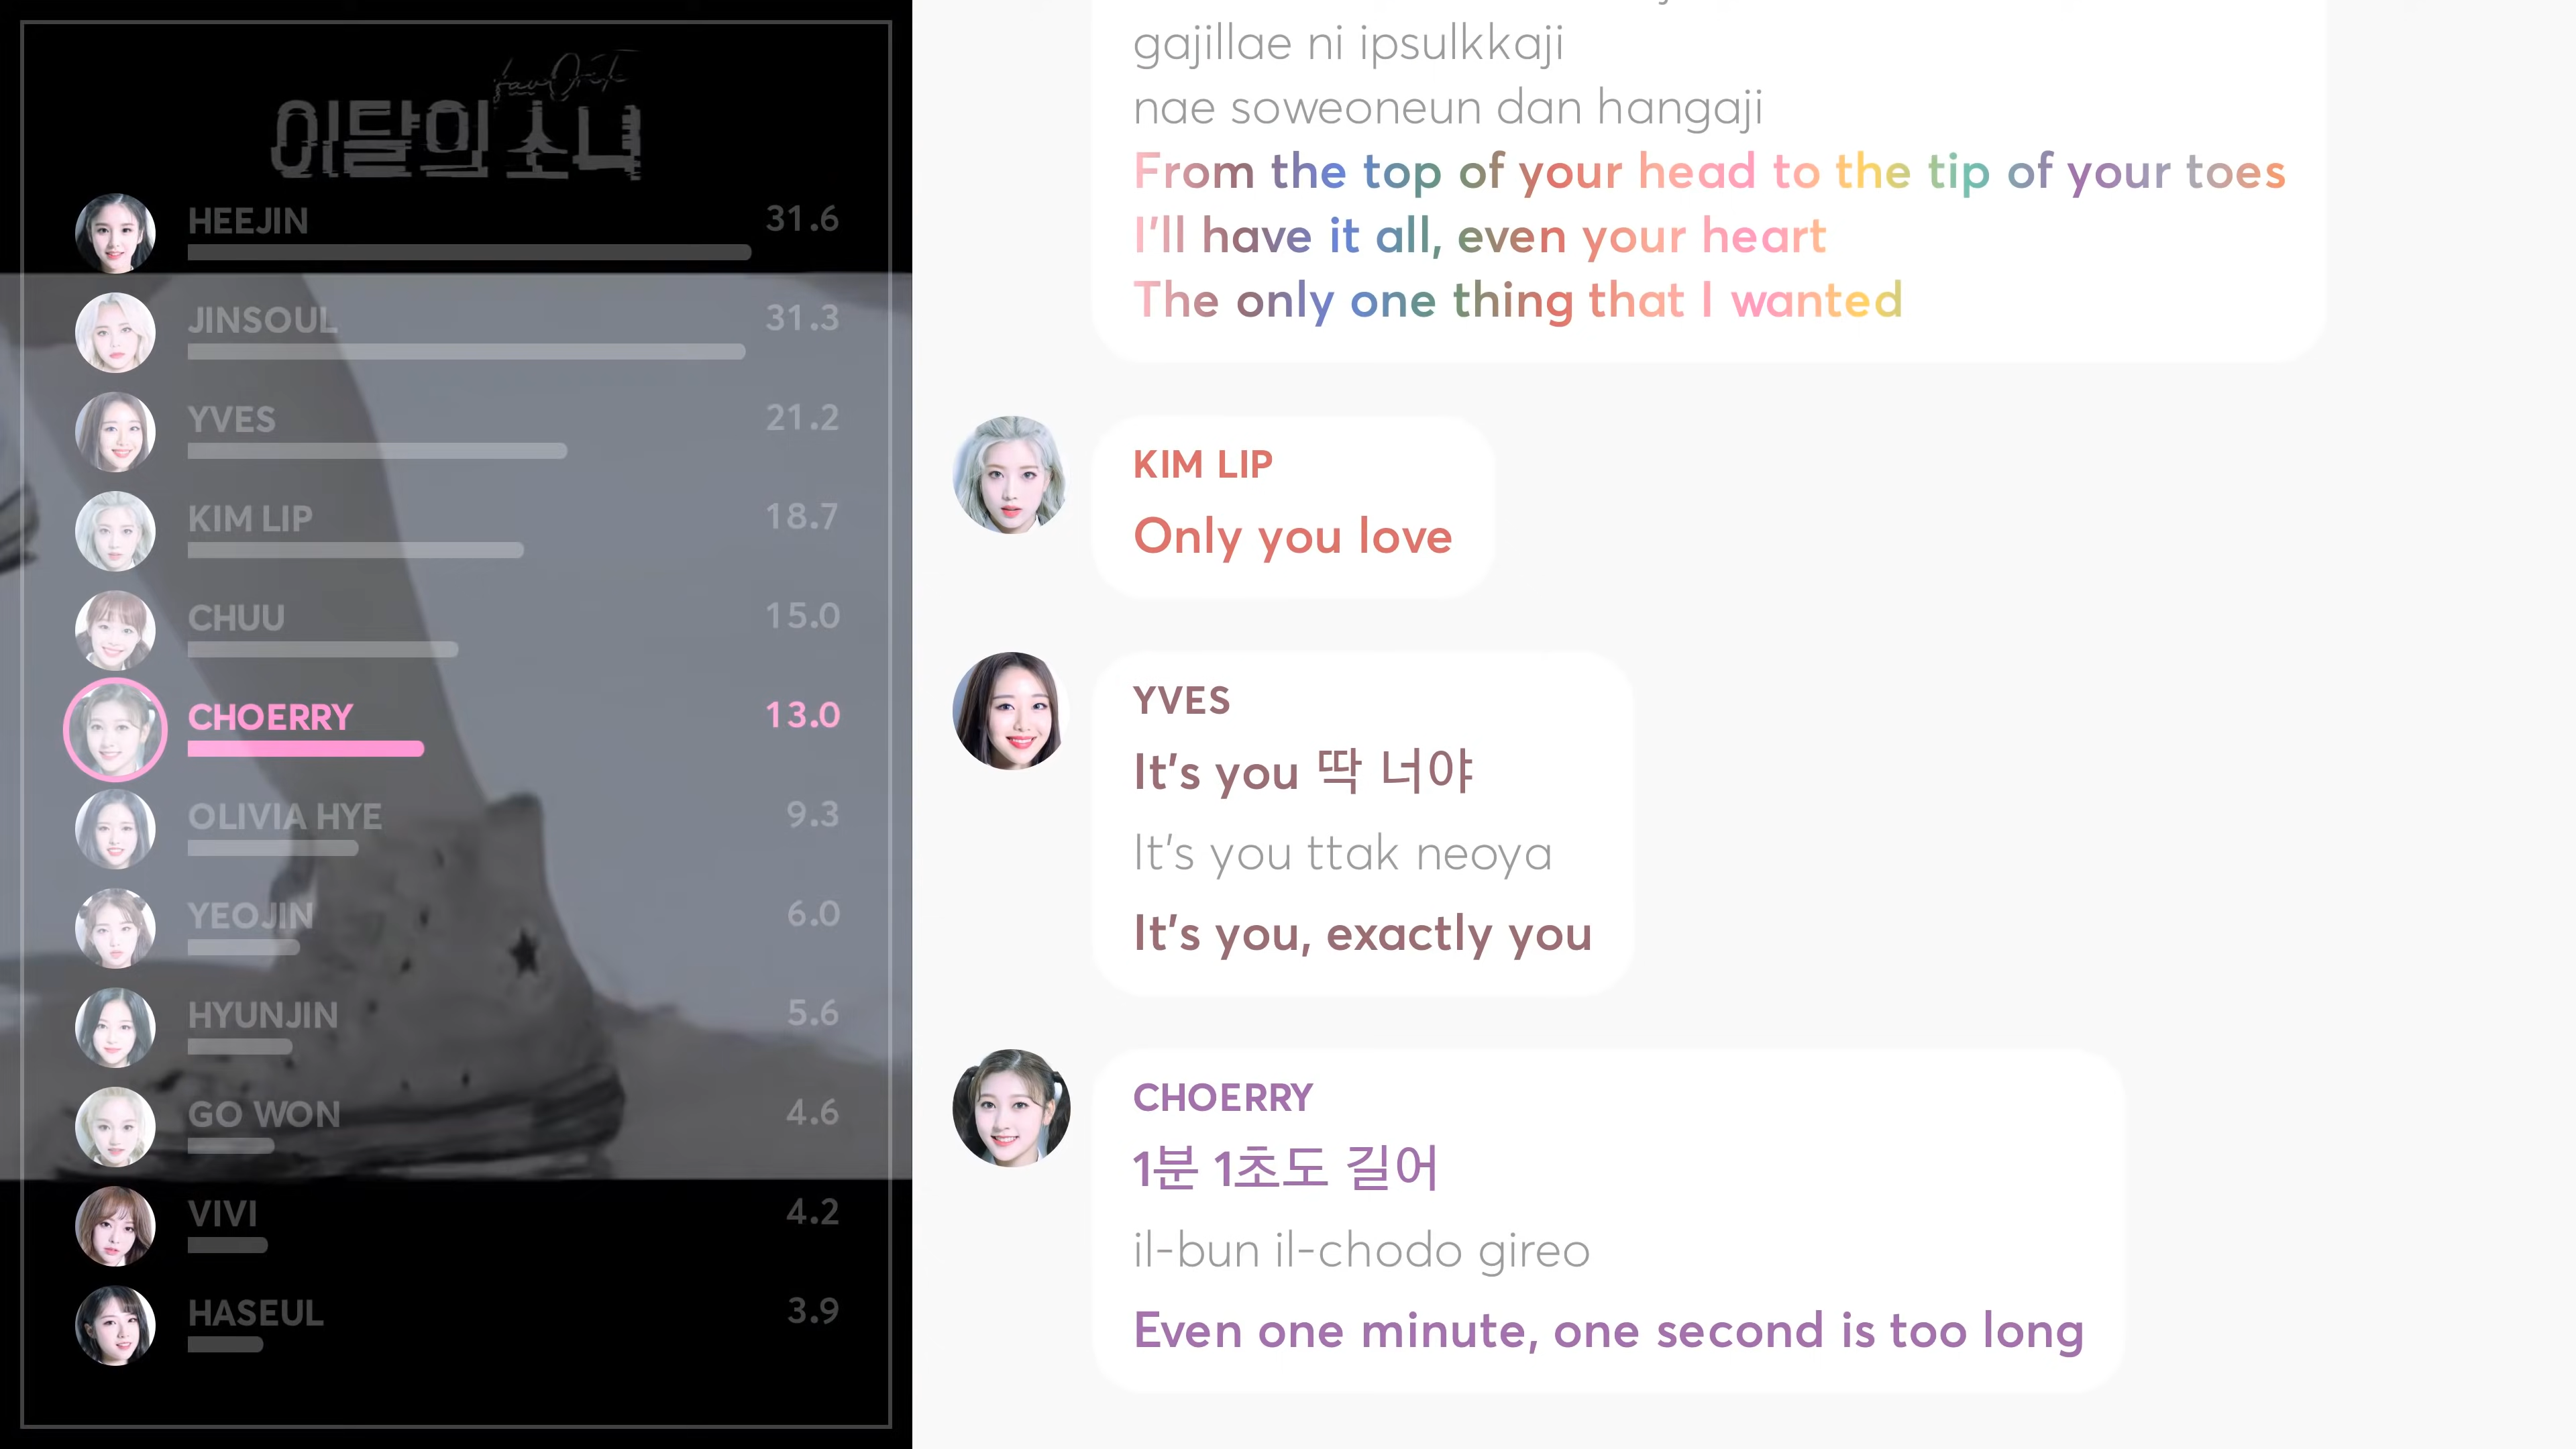 favOriTe
이달의 소녀
HEEJIN 31.6
JINSOUL 31.3
YVES 21.2
KIM LIP 18.7
CHUU 15.0
CHOERRY 13.0
OLIVIA HYE 9.3
YEOJIN 6.0
HYUNJIN 5.6
GO WON 4.6
VIVI 4.2
HASEUL 3.9
gajillae ni ipsulkkaji
nae soweoneun dan hangaji
From the top of your head to the tip of your toes
I'll have it all, even your heart
The only one thing that I wanted
KIM LIP
Only you love
YVES
It's you 딱 너야
It's you ttak neoya
It's you, exactly you
CHOERRY
1분 1초도 길어
il-bun il-chodo gireo
Even one minute, one second is too long